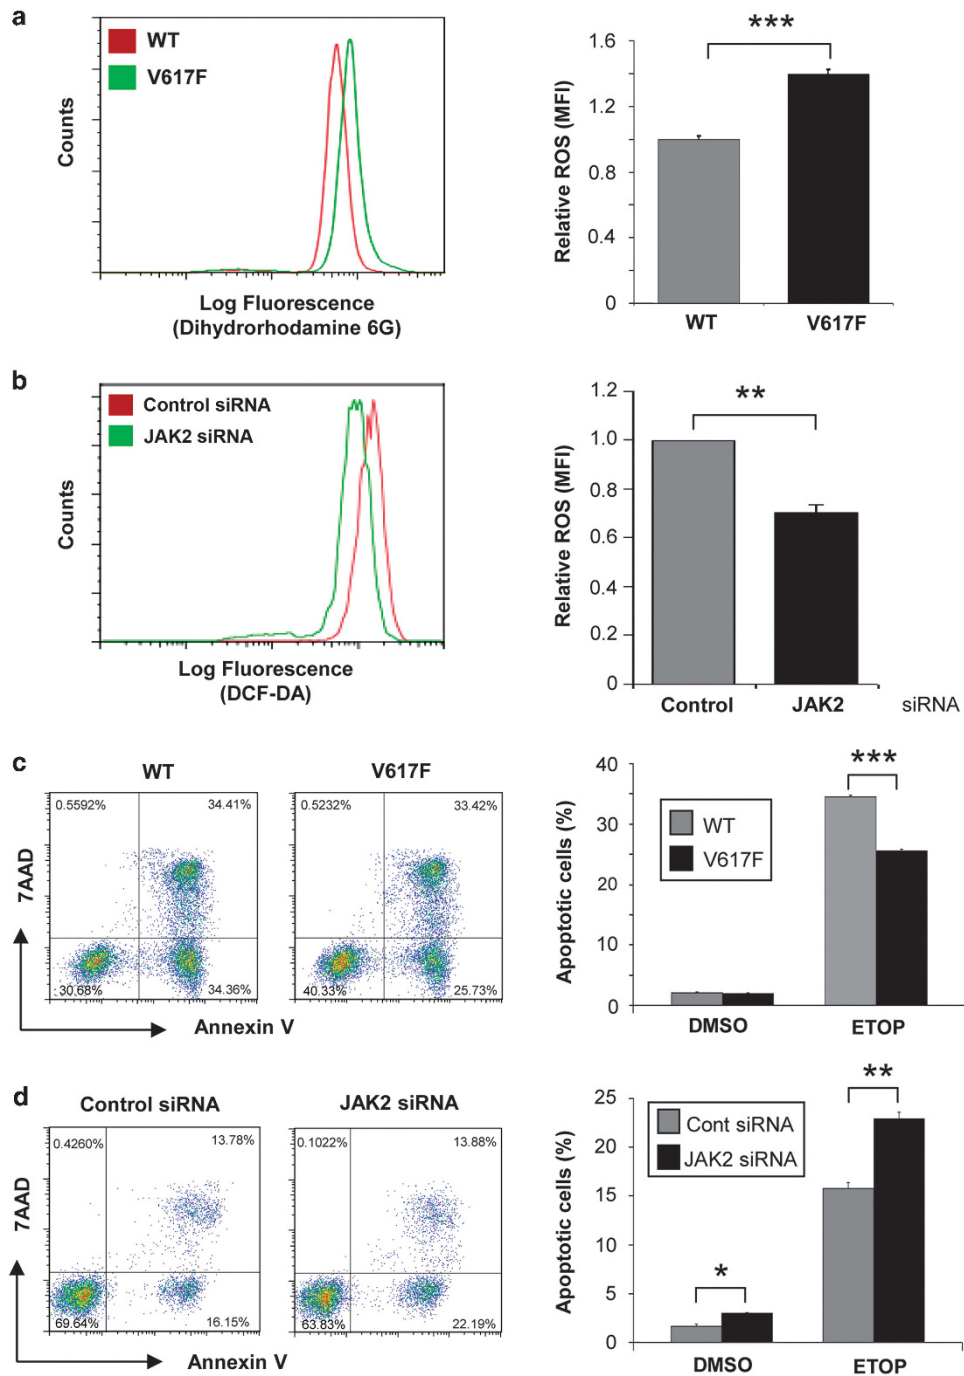 a
WT
V617F
Counts
Log Fluorescence
(Dihydrorhodamine 6G)
***
Relative ROS (MFI)
1.6
1.2
0.8
0.4
0
WT
V617F
b
Control siRNA
JAK2 siRNA
Counts
Log Fluorescence
(DCF-DA)
**
Relative ROS (MFI)
1.2
1.0
0.8
0.6
0.4
0.2
0
Control
JAK2
siRNA
c
WT
V617F
7AAD
0.5592%
34.41%
30.68%
34.36%
0.5232%
33.42%
40.33%
25.73%
Annexin V
Apoptotic cells (%)
40
30
20
10
0
WT
V617F
***
DMSO
ETOP
d
Control siRNA
JAK2 siRNA
7AAD
0.4260%
13.78%
69.64%
16.15%
0.1022%
13.88%
63.83%
22.19%
Annexin V
Apoptotic cells (%)
25
20
15
10
5
0
Cont siRNA
JAK2 siRNA
*
**
DMSO
ETOP